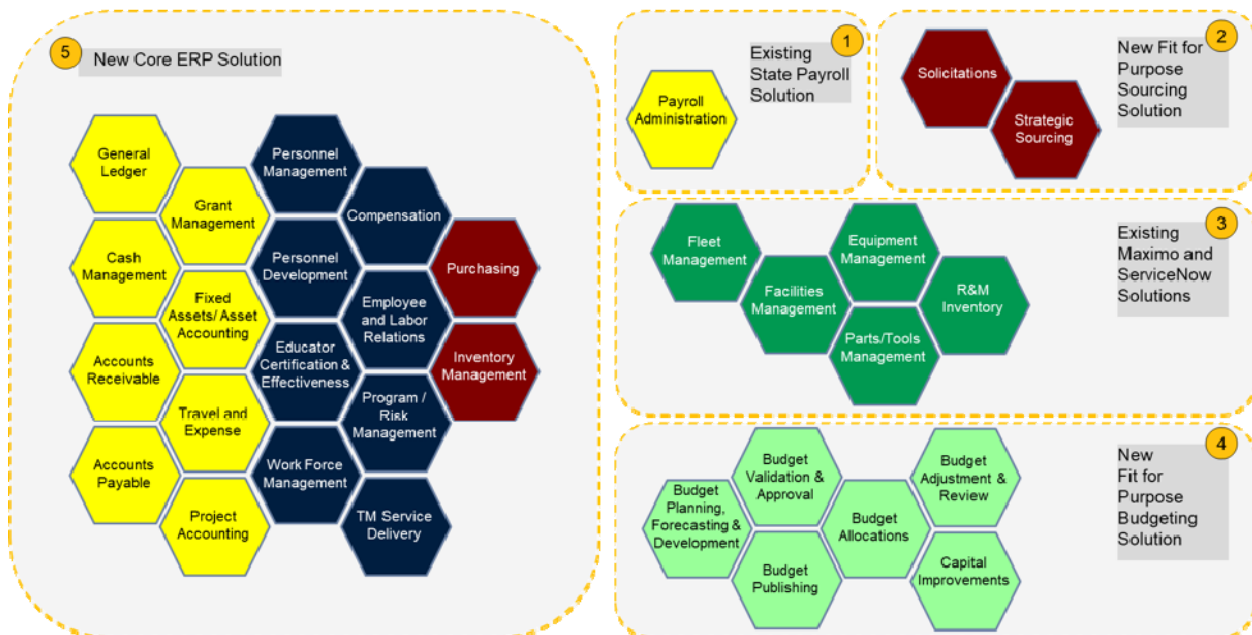 5
New Core ERP Solution
General
Ledger
Cash
Management
Accounts
Receivable
Accounts
Payable
Grant
Management
Fixed
Assets/ Asset
Accounting
Travel and
Expense
Project
Accounting
Personnel
Management
Personnel
Development
Educator
Certification &
Effectiveness
Work Force
Management
Compensation
Employee
and Labor
Relations
Program /
Risk
Management
TM Service
Delivery
Purchasing
Inventory
Management
1
Existing
State Payroll
Solution
Payroll
Administration
2
New Fit for
Purpose
Sourcing
Solution
Solicitations
Strategic
Sourcing
3
Existing
Maximo and
ServiceNow
Solutions
Fleet
Management
Facilities
Management
Equipment
Management
Parts/Tools
Management
R&M
Inventory
4
New
Fit for
Purpose
Budgeting
Solution
Budget
Planning,
Forecasting &
Development
Budget
Validation &
Approval
Budget
Publishing
Budget
Allocations
Budget
Adjustment &
Review
Capital
Improvements